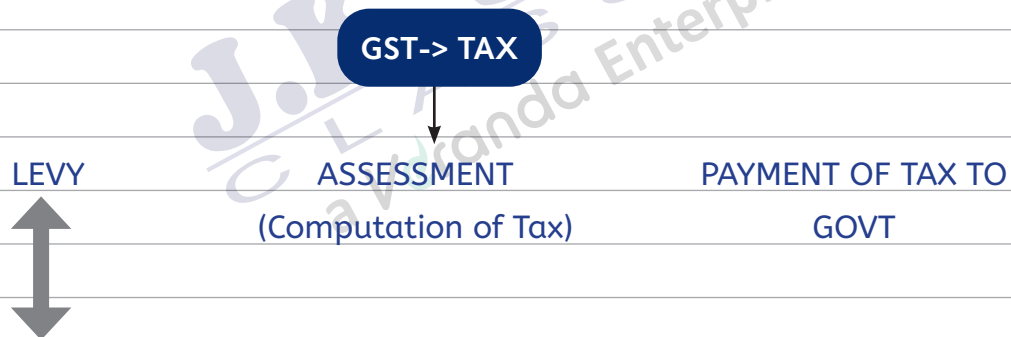 GST-> TAX
LEVY
ASSESSMENT
(Computation of Tax)
PAYMENT OF TAX TO
GOVT